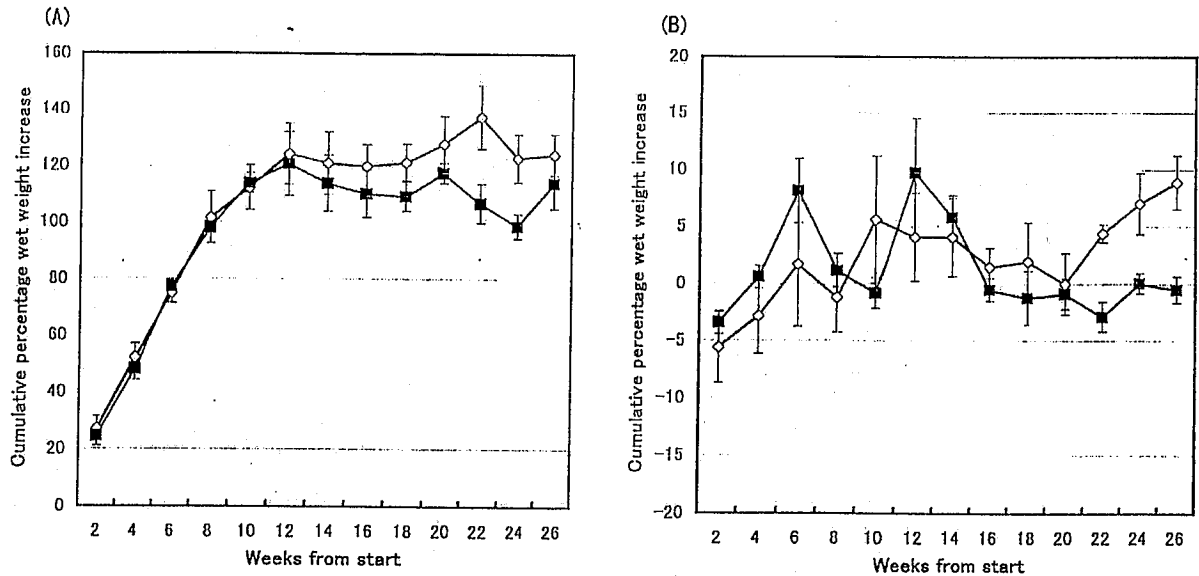 (A)
Cumulative percentage wet weight increase
160
140
120
100
80
60
40
20
0
2 4 6 8 10 12 14 16 18 20 22 24 26
Weeks from start
(B)
Cumulative percentage wet weight increase
20
15
10
5
0
-5
-10
-15
-20
2 4 6 8 10 12 14 16 18 20 22 24 26
Weeks from start